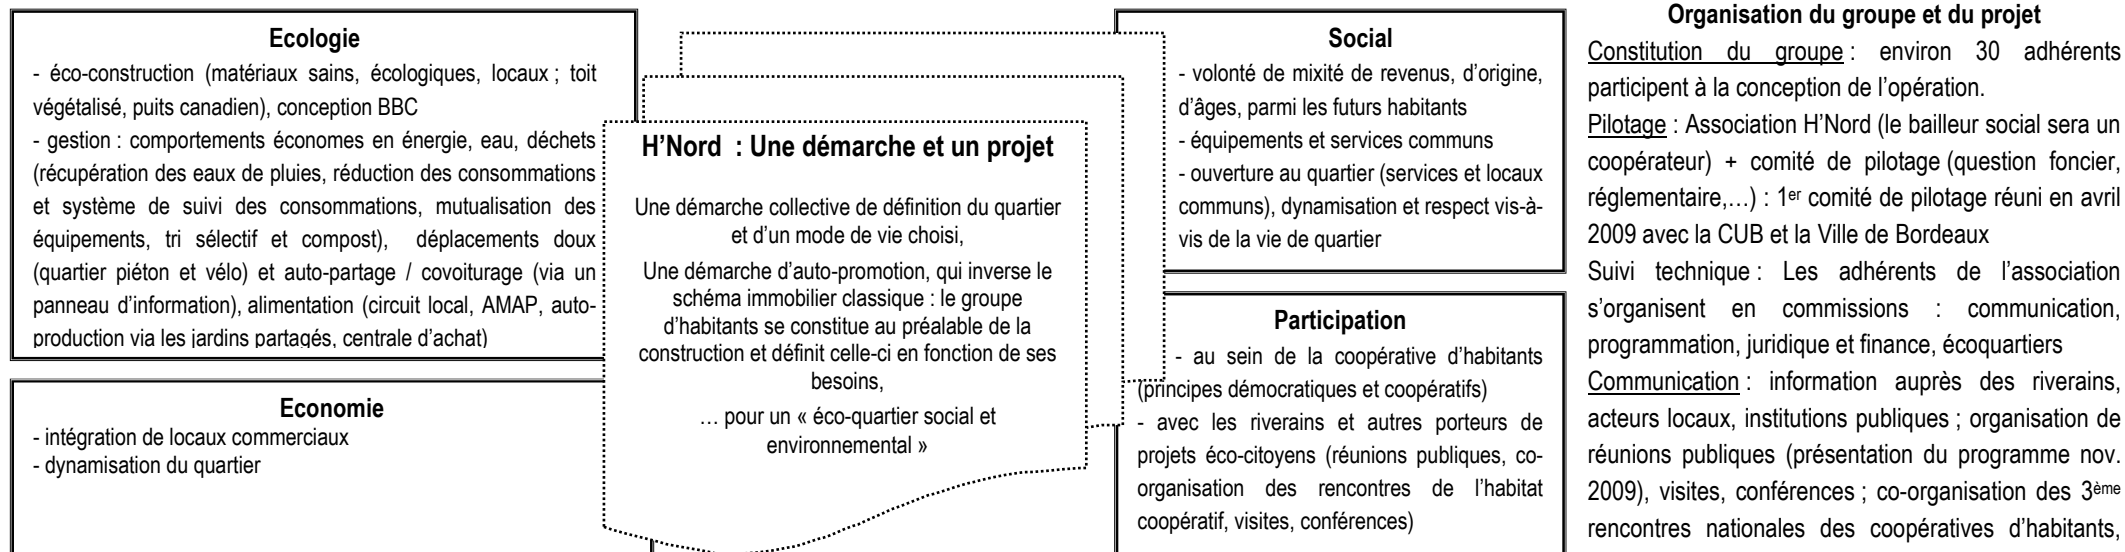 Ecologie
- éco-construction (matériaux sains, écologiques, locaux ; toit
végétalisé, puits canadien), conception BBC
- gestion : comportements économes en énergie, eau, déchets
(récupération des eaux de pluies, réduction des consommations
et système de suivi des consommations, mutualisation des
équipements, tri sélectif et compost), déplacements doux
(quartier piéton et vélo) et auto-partage / covoiturage (via un
panneau d'information), alimentation (circuit local, AMAP, auto-
production via les jardins partagés, centrale d'achat)
Economie
- intégration de locaux commerciaux
- dynamisation du quartier
H'Nord : Une démarche et un projet
Une démarche collective de définition du quartier
et d'un mode de vie choisi,
Une démarche d'auto-promotion, qui inverse le
schéma immobilier classique : le groupe
d'habitants se constitue au préalable de la
construction et définit celle-ci en fonction de ses
besoins,
… pour un « éco-quartier social et
environnemental »
Social
- volonté de mixité de revenus, d'origine,
d'âges, parmi les futurs habitants
- équipements et services communs
- ouverture au quartier (services et locaux
communs), dynamisation et respect vis-à-
vis de la vie de quartier
Participation
- au sein de la coopérative d'habitants
(principes démocratiques et coopératifs)
- avec les riverains et autres porteurs de
projets éco-citoyens (réunions publiques, co-
organisation des rencontres de l'habitat
coopératif, visites, conférences)
Organisation du groupe et du projet
Constitution du groupe : environ 30 adhérents
participent à la conception de l'opération.
Pilotage : Association H'Nord (le bailleur social sera un
coopérateur) + comité de pilotage (question foncier,
réglementaire,…) : 1er comité de pilotage réuni en avril
2009 avec la CUB et la Ville de Bordeaux
Suivi technique : Les adhérents de l'association
s'organisent en commissions : communication,
programmation, juridique et finance, écoquartiers
Communication : information auprès des riverains,
acteurs locaux, institutions publiques ; organisation de
réunions publiques (présentation du programme nov.
2009), visites, conférences ; co-organisation des 3ème
rencontres nationales des coopératives d'habitants,